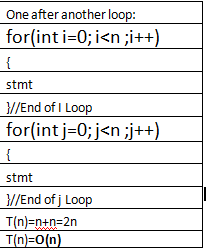 One after another loop:
for(int i=0; i<n ;i++)
{
stmt
}//End of I Loop
for(int j=0; j<n ;j++)
{
stmt
}//End of j Loop
T(n)=n+n=2n
T(n)=O(n)